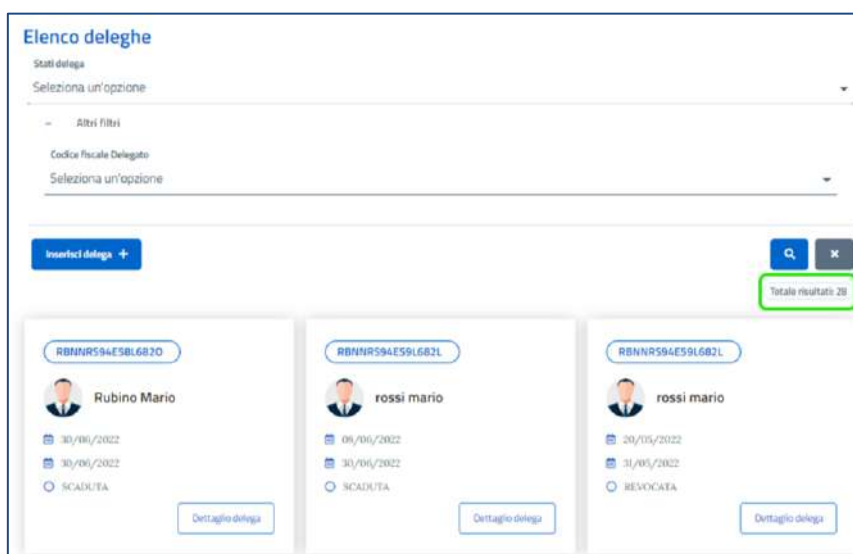 Elenco deleghe
Stati delega
Seleziona un'opzione
Altri filtri
Codice fiscale Delegato
Seleziona un'opzione
Inserisci delega +
Totale risultati: 28
RBNNRS94E58L682O RBNNRS94E59L682L RBNNRS94E59L682L
Rubino Mario rossi mario rossi mario
30/06/2022 08/06/2022 20/05/2022
30/06/2022 30/06/2022 31/05/2022
SCADUTA SCADUTA REVOCATA
Dettaglio delega Dettaglio delega Dettaglio delega